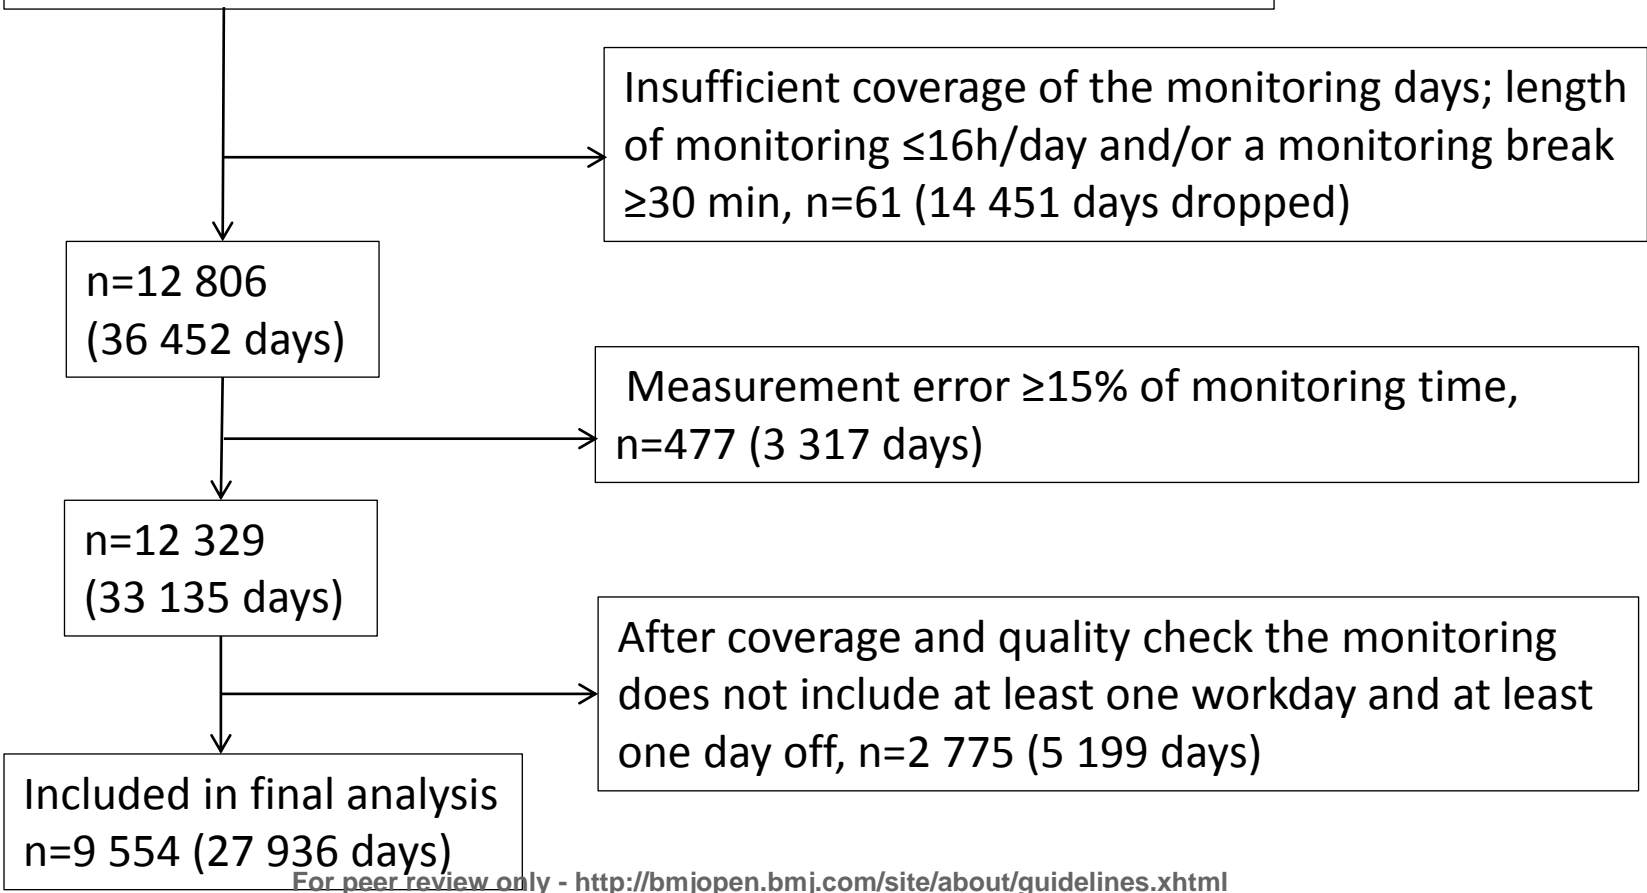 Insufficient coverage of the monitoring days; length
of monitoring ≤16h/day and/or a monitoring break
≥30 min, n=61 (14 451 days dropped)
n=12 806
(36 452 days)
Measurement error ≥15% of monitoring time,
n=477 (3 317 days)
n=12 329
(33 135 days)
After coverage and quality check the monitoring
does not include at least one workday and at least
one day off, n=2 775 (5 199 days)
Included in final analysis
n=9 554 (27 936 days)
For peer review only - http://bmjopen.bmj.com/site/about/guidelines.xhtml